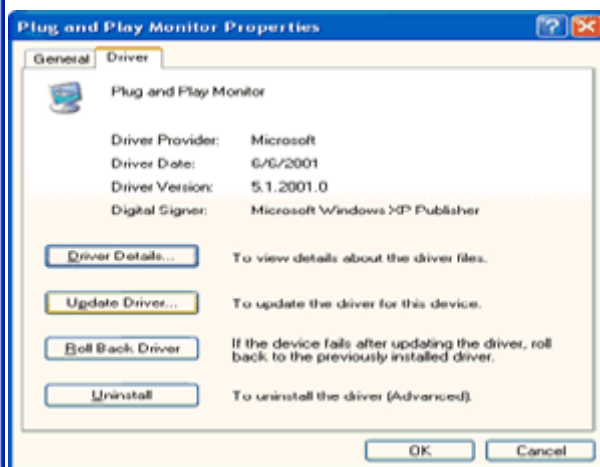 Plug and Play Monitor Properties
General Driver
Plug and Play Monitor
Driver Provider: Microsoft
Driver Date: 6/6/2001
Driver Version: 5.1.2001.0
Digital Signer: Microsoft Windows XP Publisher
Driver Details... To view details about the driver files.
Update Driver... To update the driver for this device.
Roll Back Driver If the device fails after updating the driver, roll
back to the previously installed driver.
Uninstall To uninstall the driver (Advanced).
OK Cancel